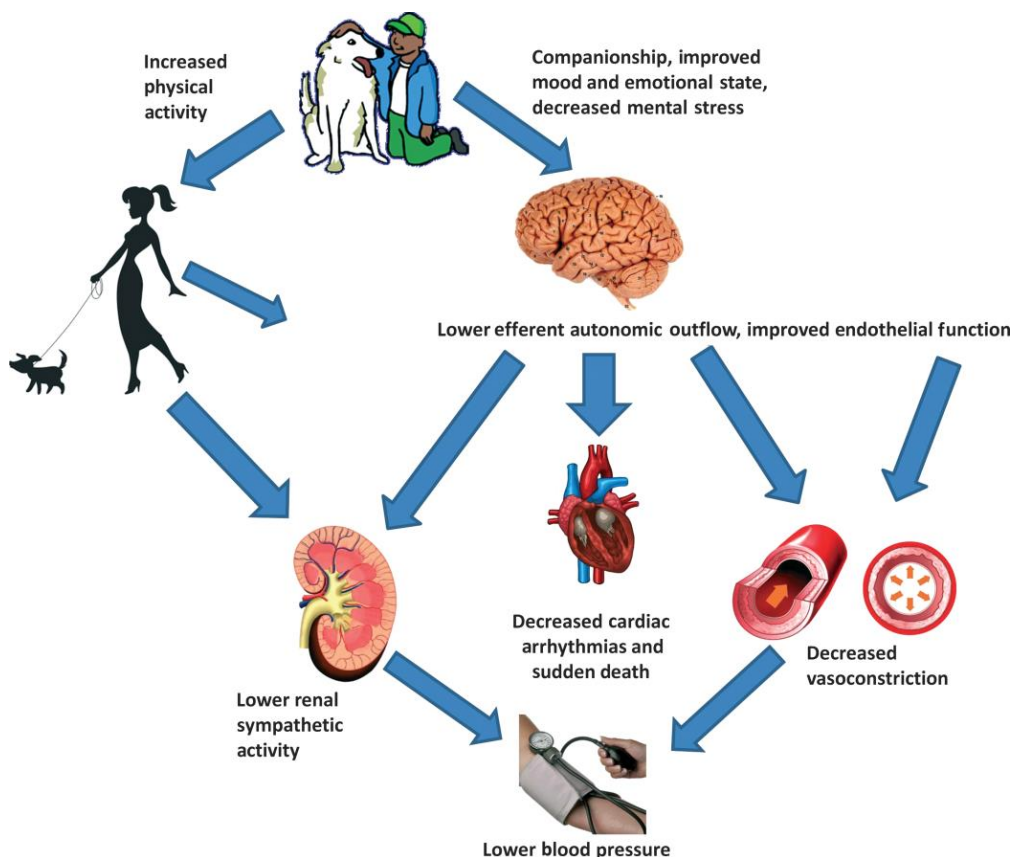 Increased
physical
activity
Companionship, improved
mood and emotional state,
decreased mental stress
Lower efferent autonomic outflow, improved endothelial function
Decreased cardiac
arrhythmias and
sudden death
Decreased
vasoconstriction
Lower renal
sympathetic
activity
Lower blood pressure